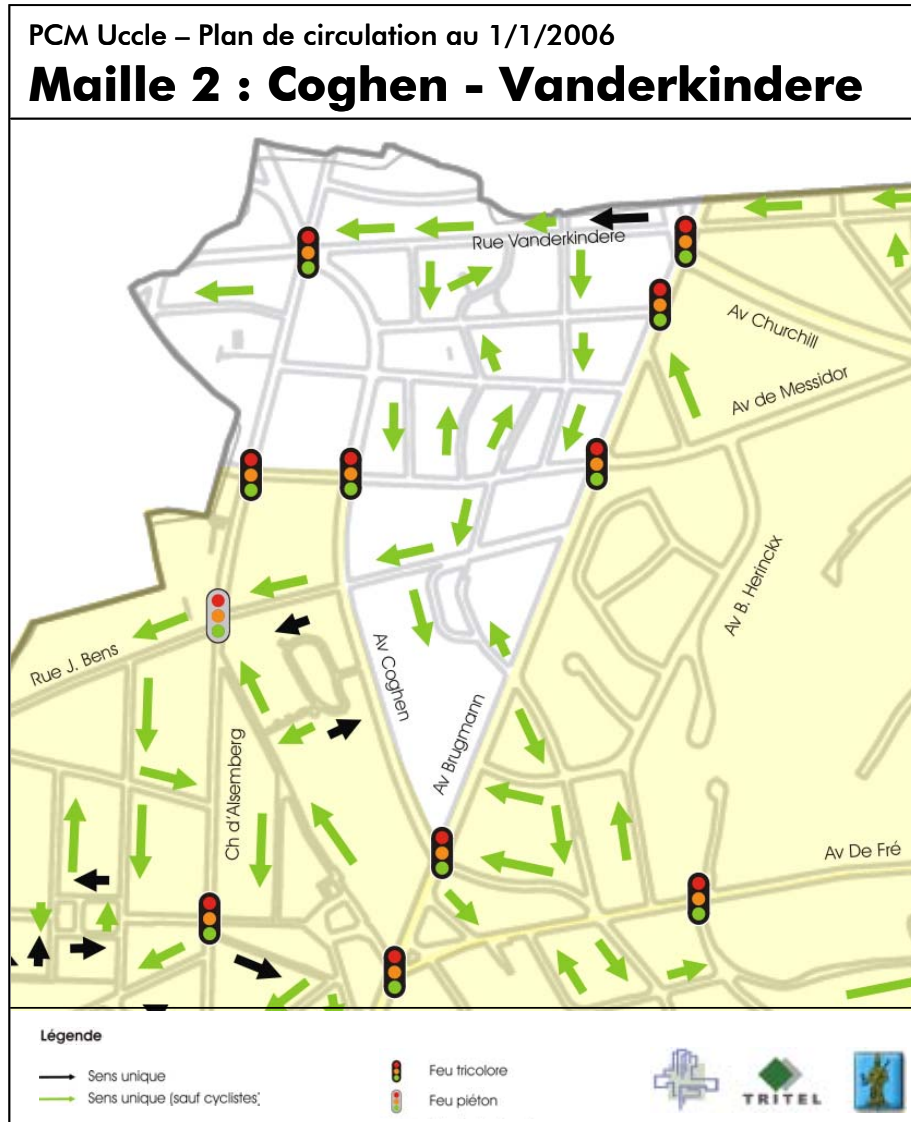 PCM Uccle – Plan de circulation au 1/1/2006
Maille 2 : Coghen - Vanderkindere
Rue Vanderkindere
Av Churchill
Av de Messidor
Av B. Herinckx
Rue J. Bens
Av Coghen
Av Brugmann
Ch d'Alsemberg
Av De Fré
Légende
Sens unique
Sens unique (sauf cyclistes)
Feu tricolore
Feu piéton
TRITEL